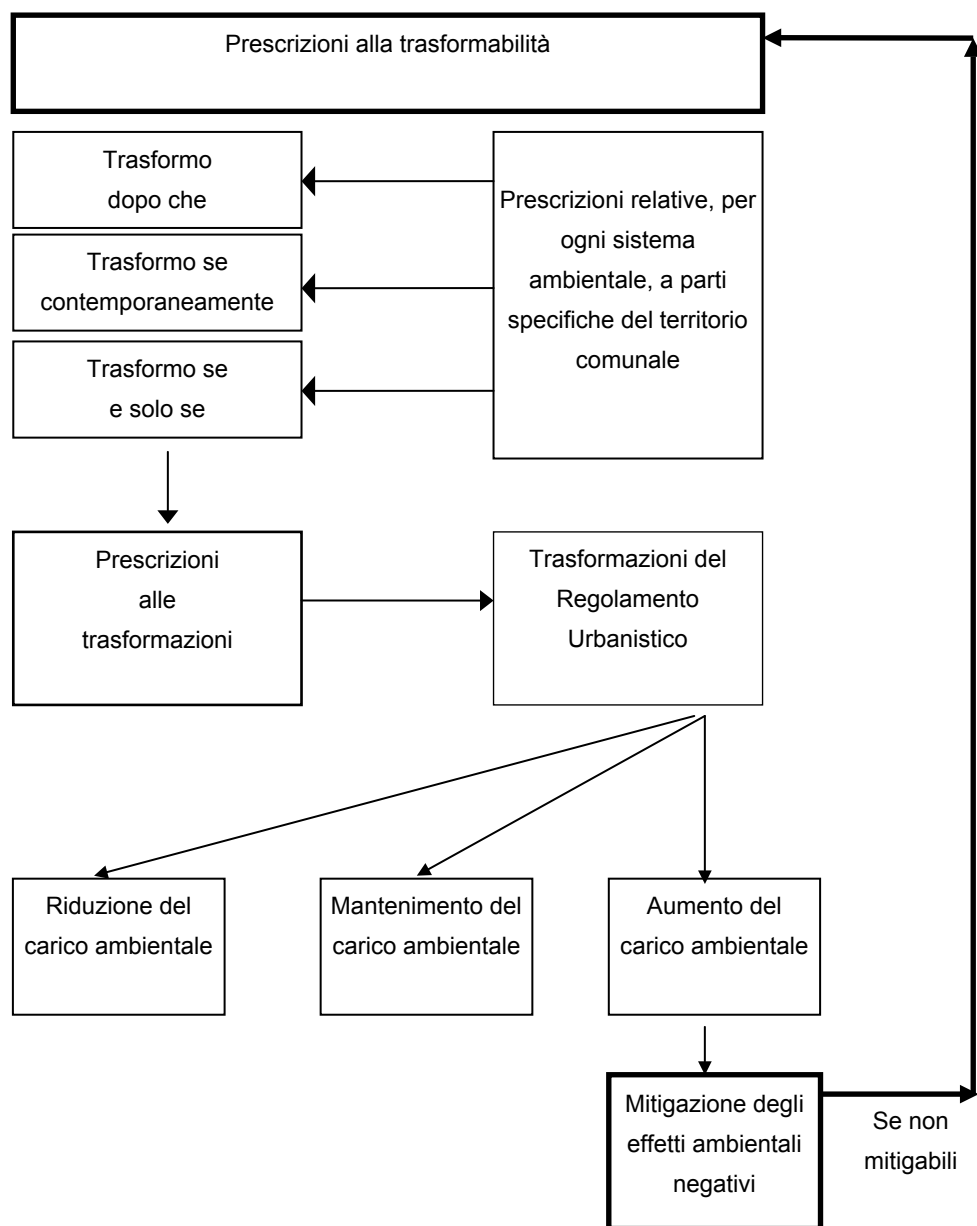 Prescrizioni alla trasformabilità
Trasformo
dopo che
Trasformo se
contemporaneamente
Trasformo se
e solo se
Prescrizioni relative, per
ogni sistema
ambientale, a parti
specifiche del territorio
comunale
Prescrizioni
alle
trasformazioni
Trasformazioni del
Regolamento
Urbanistico
Riduzione del
carico ambientale
Mantenimento del
carico ambientale
Aumento del
carico ambientale
Mitigazione degli
effetti ambientali
negativi
Se non
mitigabili